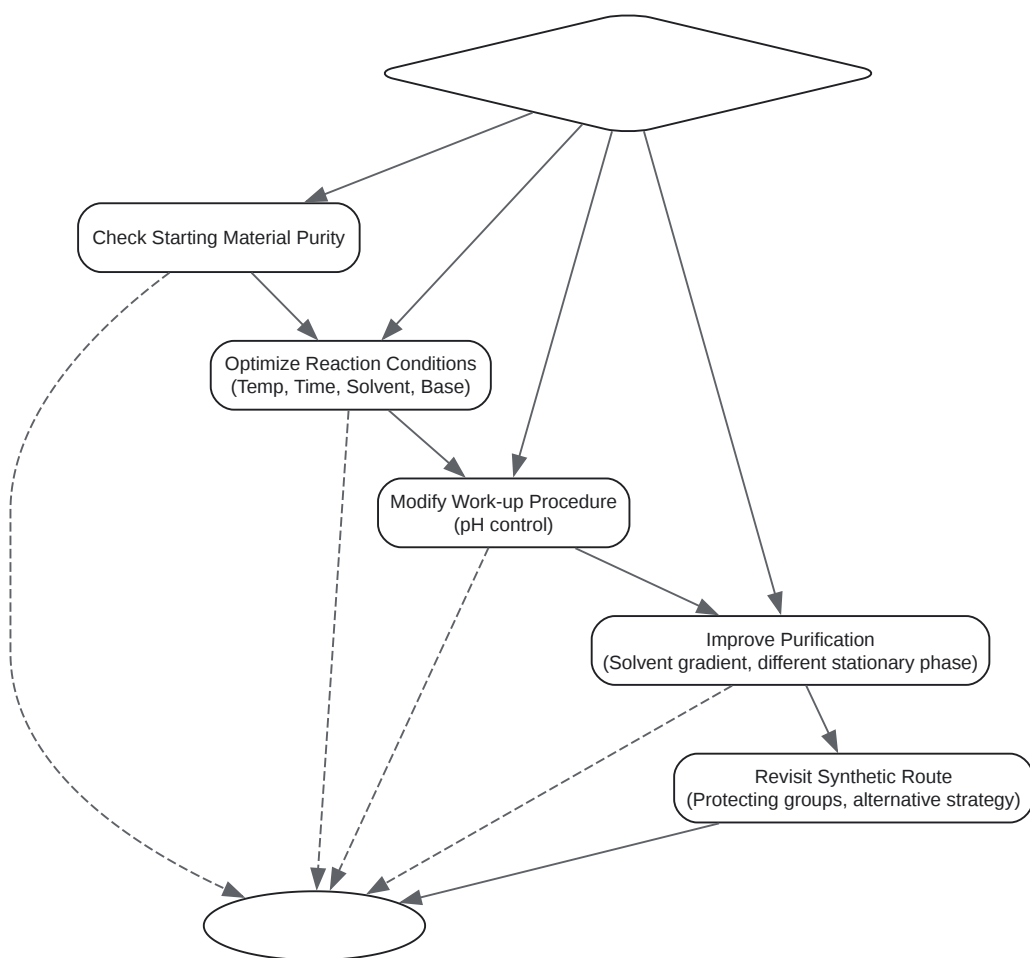 Check Starting Material Purity
Optimize Reaction Conditions
(Temp, Time, Solvent, Base)
Modify Work-up Procedure
(pH control)
Improve Purification
(Solvent gradient, different stationary phase)
Revisit Synthetic Route
(Protecting groups, alternative strategy)